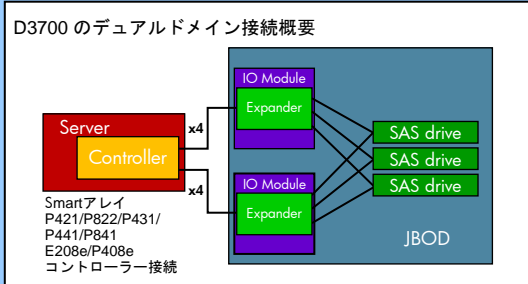 D3700 のデュアルドメイン接続概要
IO Module
Expander
x4
Server
Controller
x4
IO Module
Expander
SAS drive
SAS drive
SAS drive
JBOD
Smartアレイ
P421/P822/P431/
P441/P841
E208e/P408e
コントローラー接続